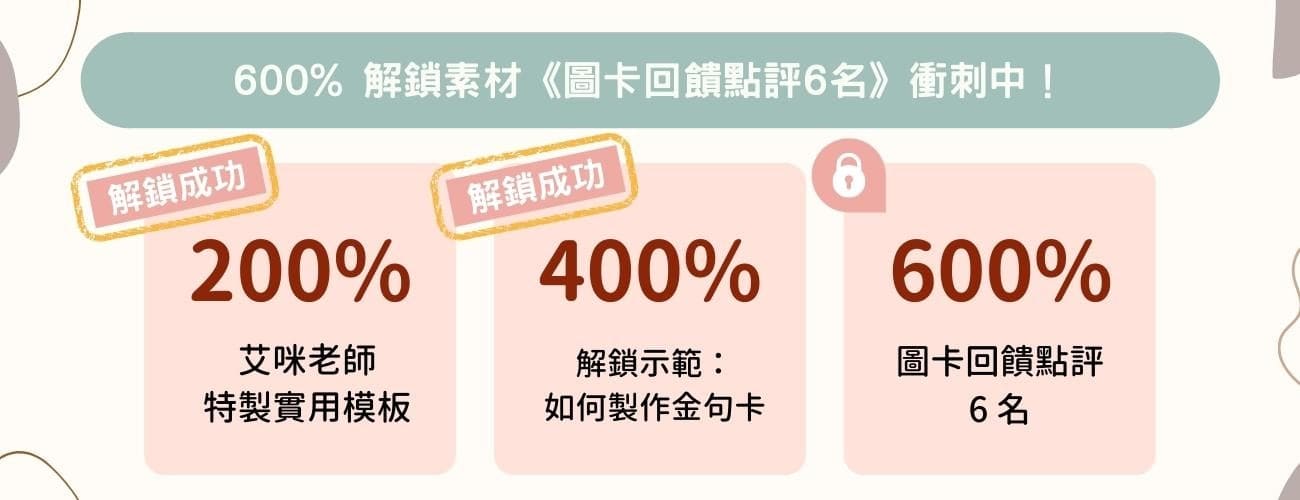 600% 解鎖素材《圖卡回饋點評6名》衝刺中！
解鎖成功
200%
艾咪老師
特製實用模板
解鎖成功
400%
解鎖示範：
如何製作金句卡
600%
圖卡回饋點評
6 名